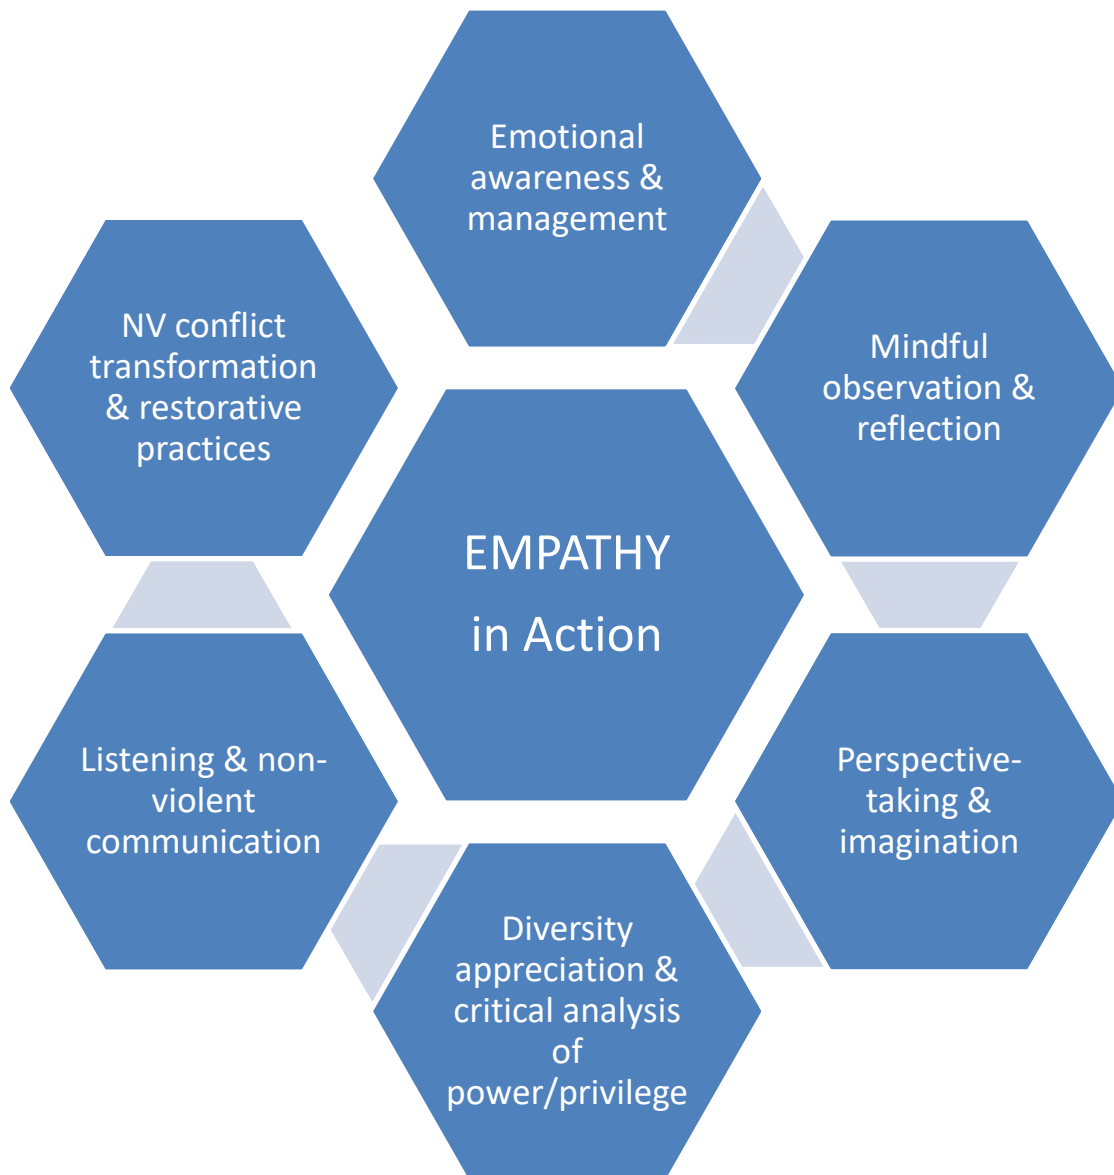 Emotional
awareness &
management
Mindful
observation &
reflection
Perspective-
taking &
imagination
Diversity
appreciation &
critical analysis
of
power/privilege
Listening & non-
violent
communication
NV conflict
transformation
& restorative
practices
EMPATHY
in Action